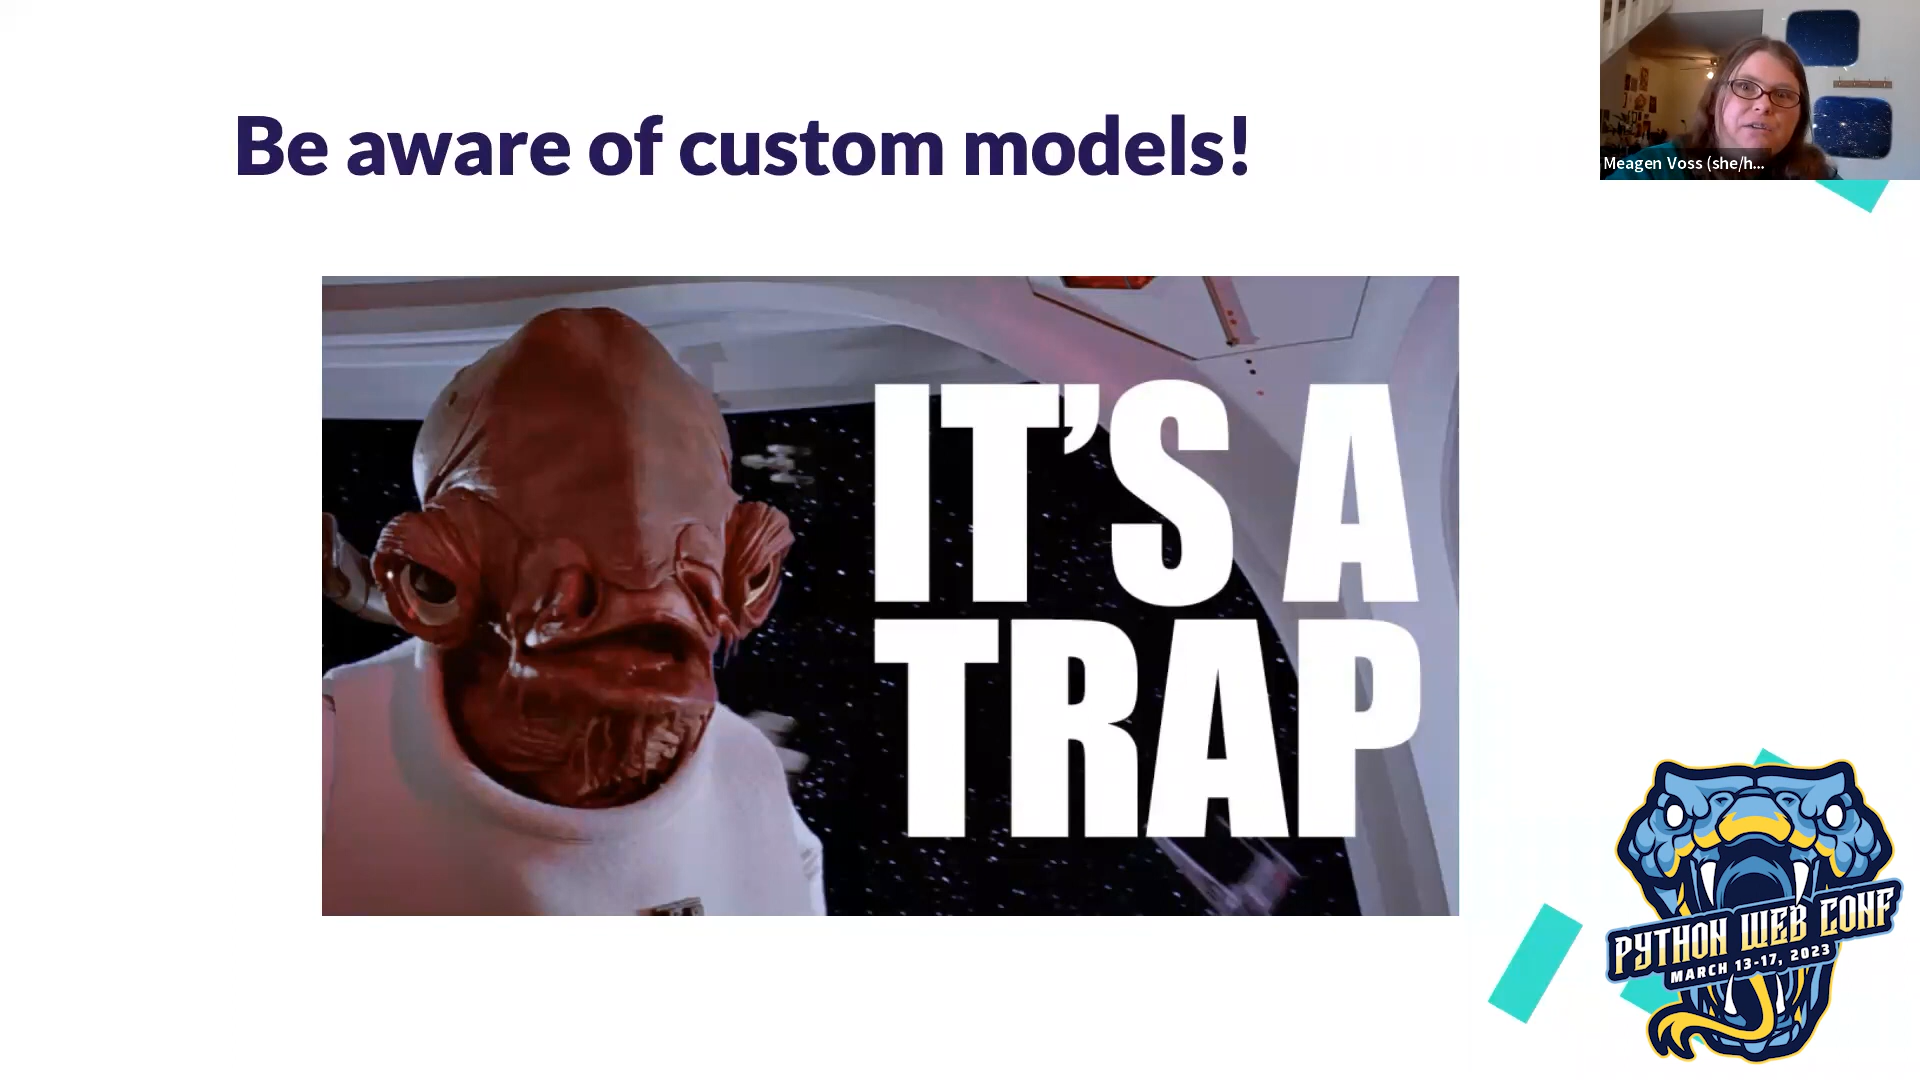 Be aware of custom models!
Meagen Voss (she/h...
IT'S A
TRAP
PYTHON WEB CONF
MARCH 13-17, 2023